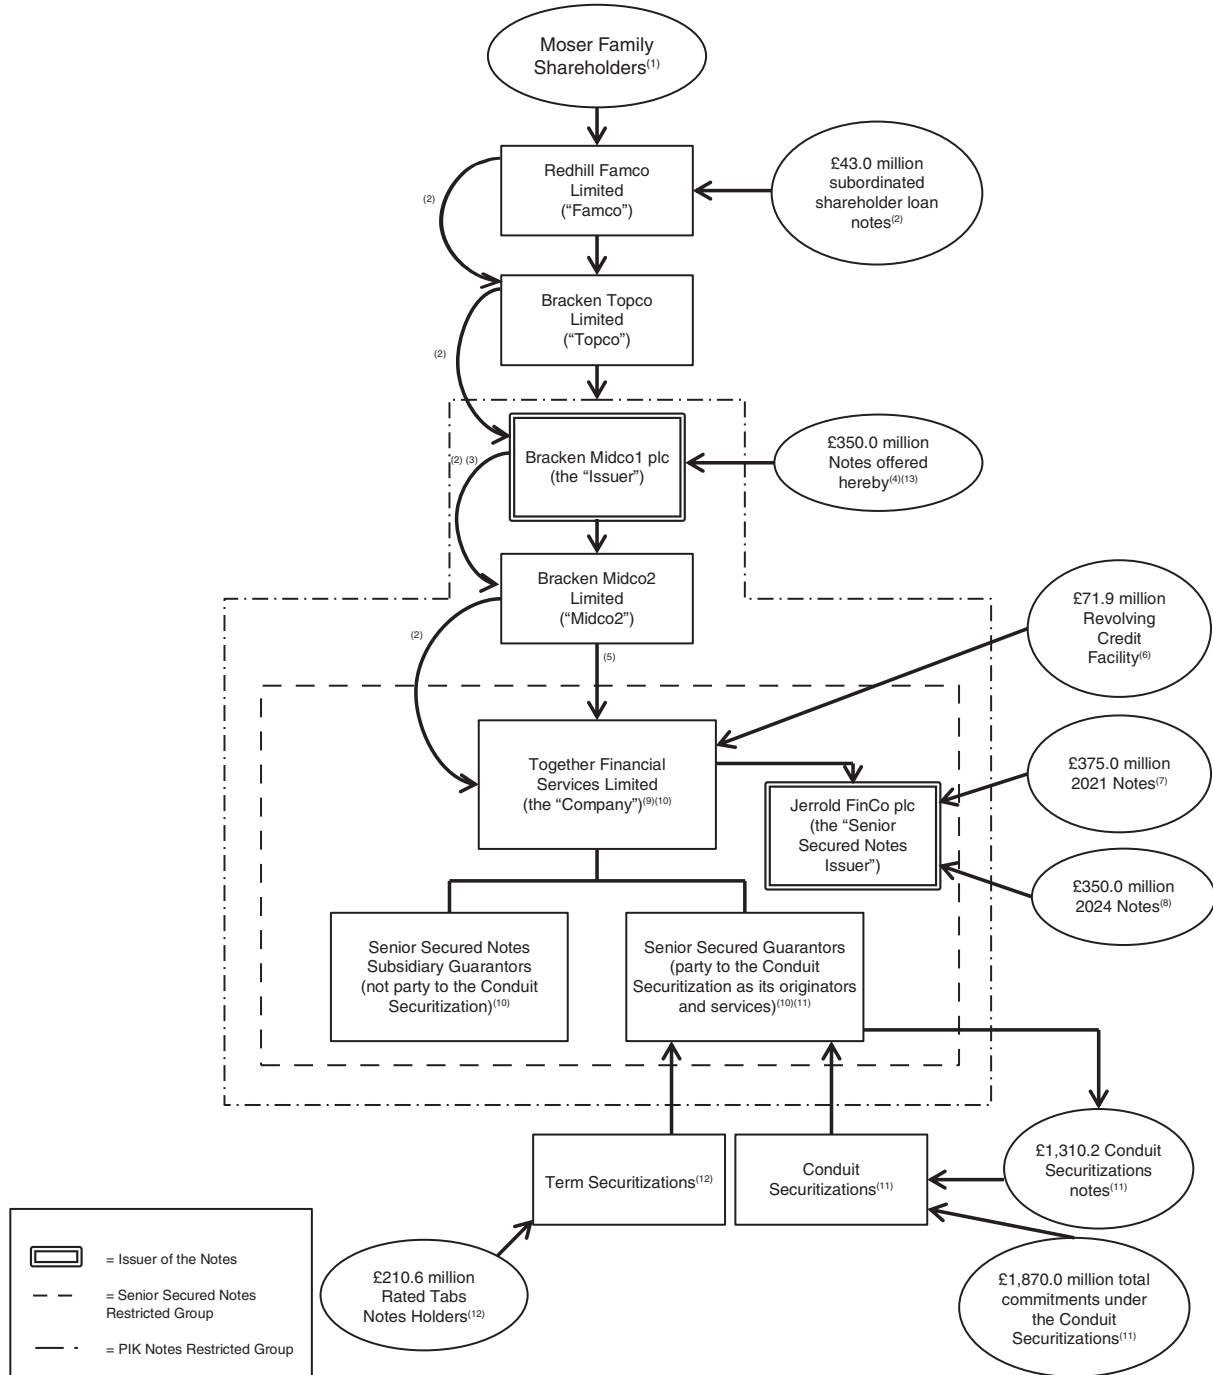 Moser Family
Shareholders(1)
Redhill Famco
Limited
(“Famco”)
£43.0 million
subordinated
shareholder loan
notes(2)
(2)
Bracken Topco
Limited
(“Topco”)
(2)
Bracken Midco1 plc
(the “Issuer”)
£350.0 million
Notes offered
hereby(4)(13)
(2) (3)
Bracken Midco2
Limited
(“Midco2”)
£71.9 million
Revolving
Credit
Facility(6)
(2)
(5)
Together Financial
Services Limited
(the “Company”)(9)(10)
£375.0 million
2021 Notes(7)
Jerrold FinCo plc
(the “Senior
Secured Notes
Issuer”)
£350.0 million
2024 Notes(8)
Senior Secured Notes
Subsidiary Guarantors
(not party to the Conduit
Securitization)(10)
Senior Secured Guarantors
(party to the Conduit
Securitization as its originators
and services)(10)(11)
Term Securitizations(12)
Conduit
Securitizations(11)
£1,310.2 Conduit
Securitizations
notes(11)
£210.6 million
Rated Tabs
Notes Holders(12)
£1,870.0 million total
commitments under
the Conduit
Securitizations(11)
= Issuer of the Notes
= Senior Secured Notes
Restricted Group
= PIK Notes Restricted Group